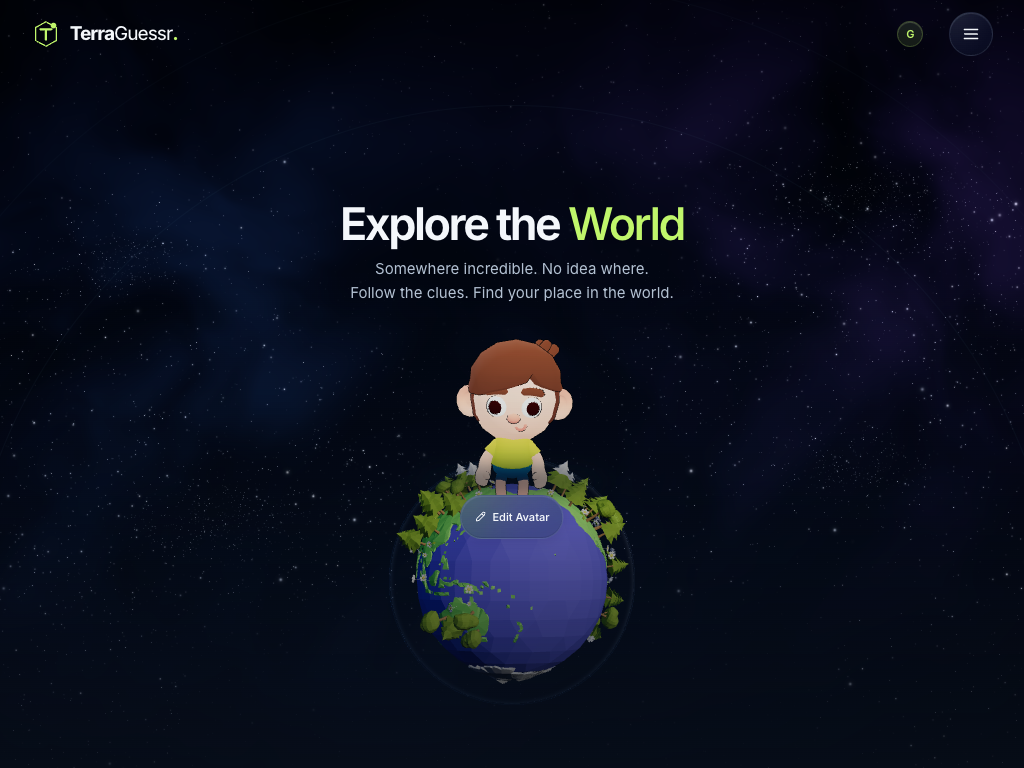 TerraGuessr.
G
Explore the World
Somewhere incredible. No idea where.
Follow the clues. Find your place in the world.
Edit Avatar